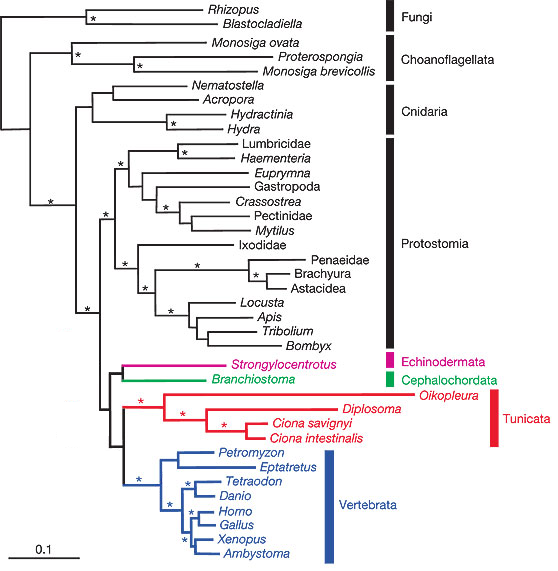 Rhizopus
Blastocladiella
Fungi
Monosiga ovata
Proterospongia
Monosiga brevicollis
Choanoflagellata
Nematostella
Acropora
Hydractinia
Hydra
Cnidaria
Lumbricidae
Haementeria
Euprymna
Gastropoda
Crassostrea
Pectinidae
Mytilus
Ixodidae
Penaeidae
Brachyura
Astacidea
Locusta
Apis
Tribolium
Bombyx
Protostomia
Strongylocentrotus
Echinodermata
Branchiostoma
Cephalochordata
Oikopleura
Diplosoma
Ciona savignyi
Ciona intestinalis
Tunicata
Petromyzon
Eptatretus
Tetraodon
Danio
Homo
Gallus
Xenopus
Ambystoma
Vertebrata
0.1